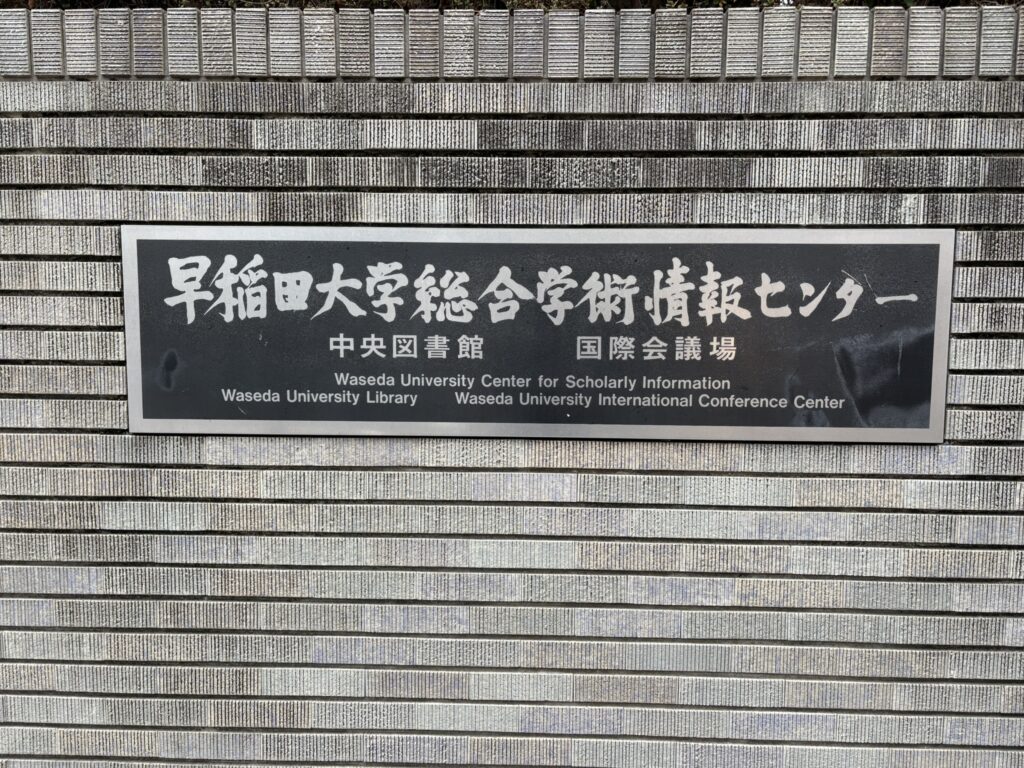 早稲田大学総合学術情報センター
中央図書館 国際会議場
Waseda University Center for Scholarly Information
Waseda University Library Waseda University International Conference Center